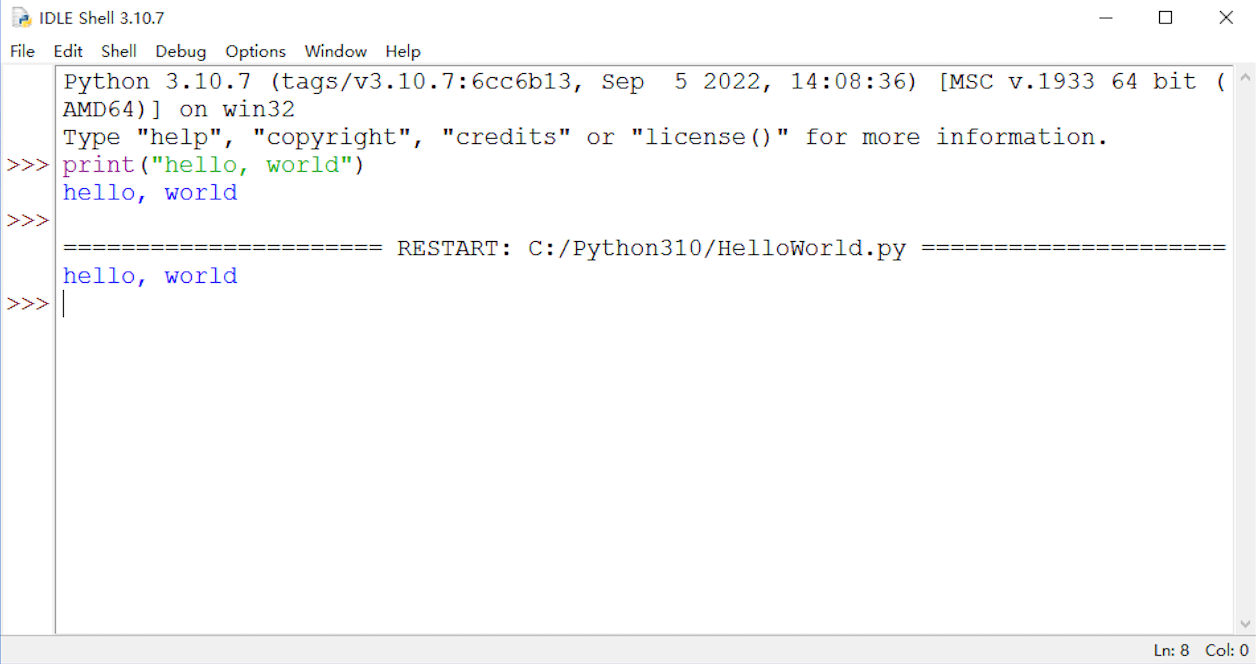 IDLE Shell 3.10.7
File Edit Shell Debug Options Window Help
Python 3.10.7 (tags/v3.10.7:6cc6b13, Sep  5 2022, 14:08:36) [MSC v.1933 64 bit (
AMD64)] on win32
Type "help", "copyright", "credits" or "license()" for more information.
>>> print("hello, world")
hello, world
>>>
====================== RESTART: C:/Python310/HelloWorld.py =====================
hello, world
>>>
Ln: 8 Col: 0